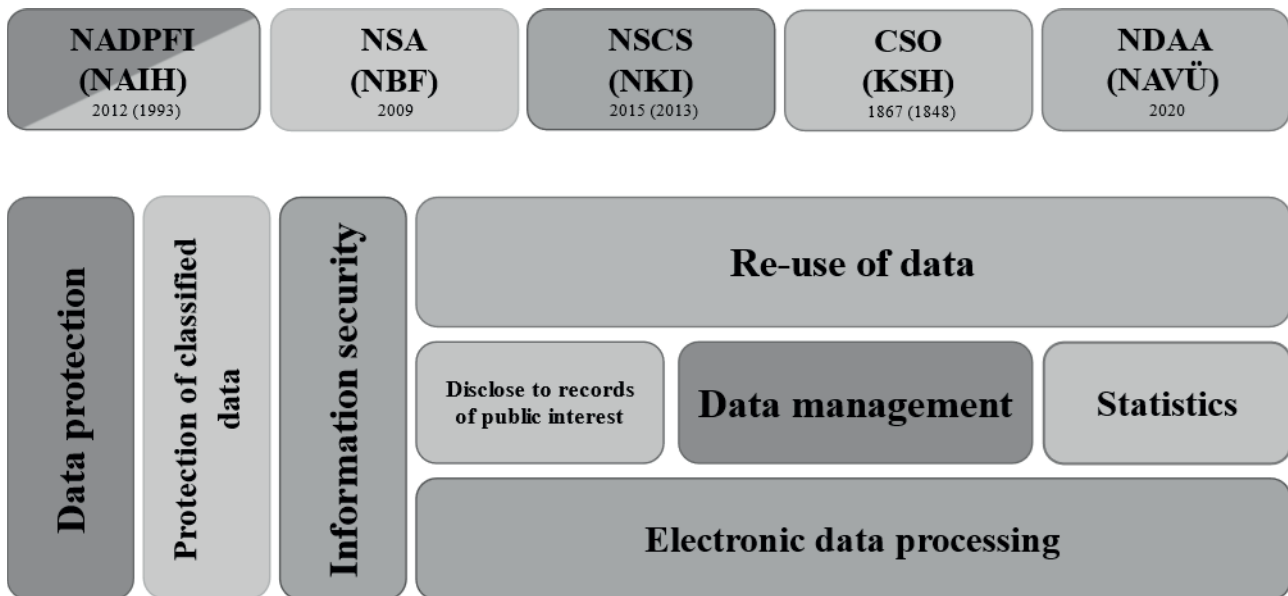 NADPFI
(NAIH)
2012 (1993)
NSA
(NBF)
2009
NSCS
(NKI)
2015 (2013)
CSO
(KSH)
1867 (1848)
NDAA
(NAVÜ)
2020
Data protection
Protection of classified
data
Information security
Re-use of data
Disclose to records
of public interest
Data management
Statistics
Electronic data processing